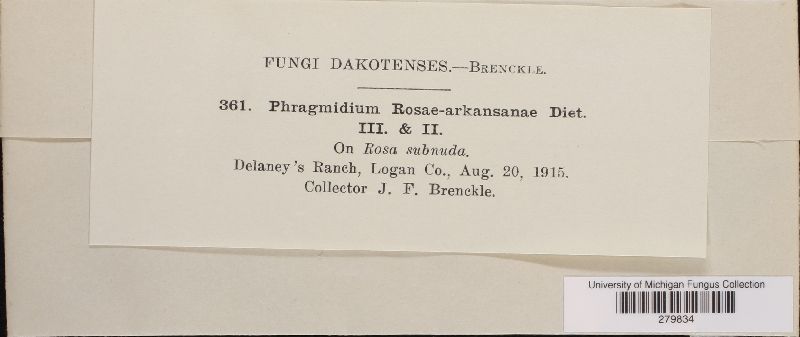 FUNGI DAKOTENSES.—BRENCKLE.
361. Phragmidium Rosae-arkansanae Diet.
III. & II.
On Rosa subnuda.
Delaney's Ranch, Logan Co., Aug. 20, 1915.
Collector J. F. Brenckle.
University of Michigan Fungus Collection
279834